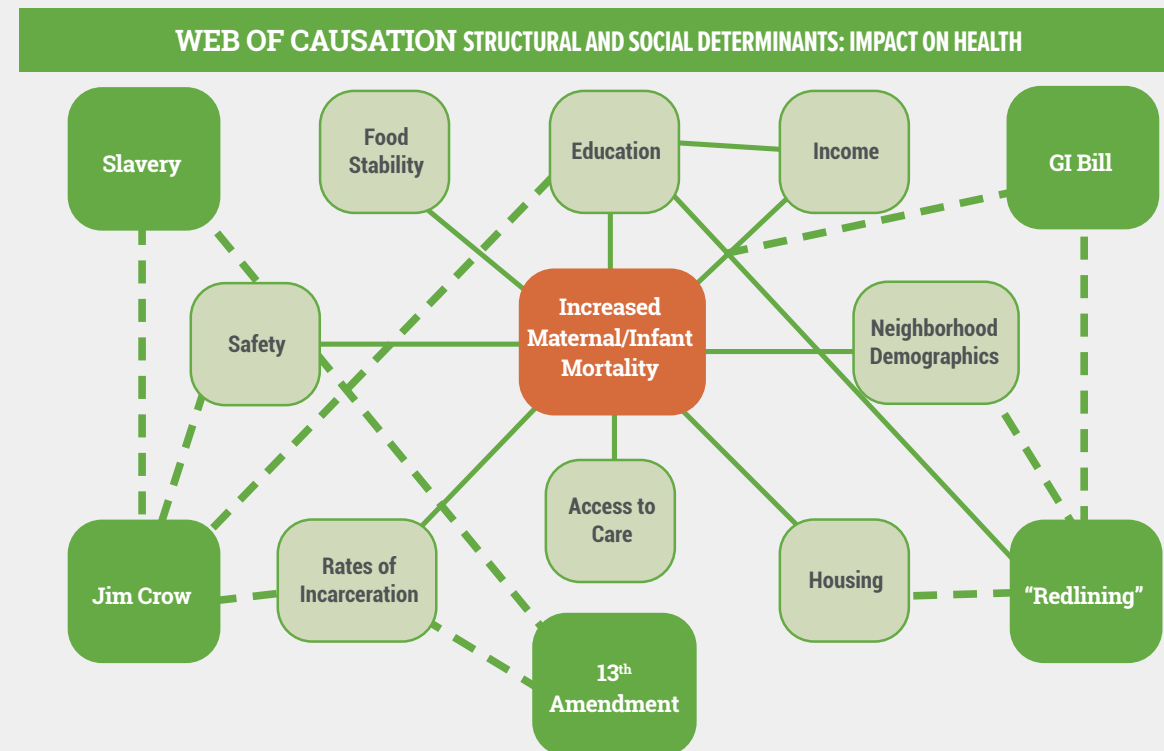 WEB OF CAUSATION STRUCTURAL AND SOCIAL DETERMINANTS: IMPACT ON HEALTH
Slavery
Food
Stability
Education
Income
GI Bill
Safety
Increased
Maternal/Infant
Mortality
Neighborhood
Demographics
Jim Crow
Rates of
Incarceration
Access to
Care
Housing
“Redlining”
13th
Amendment